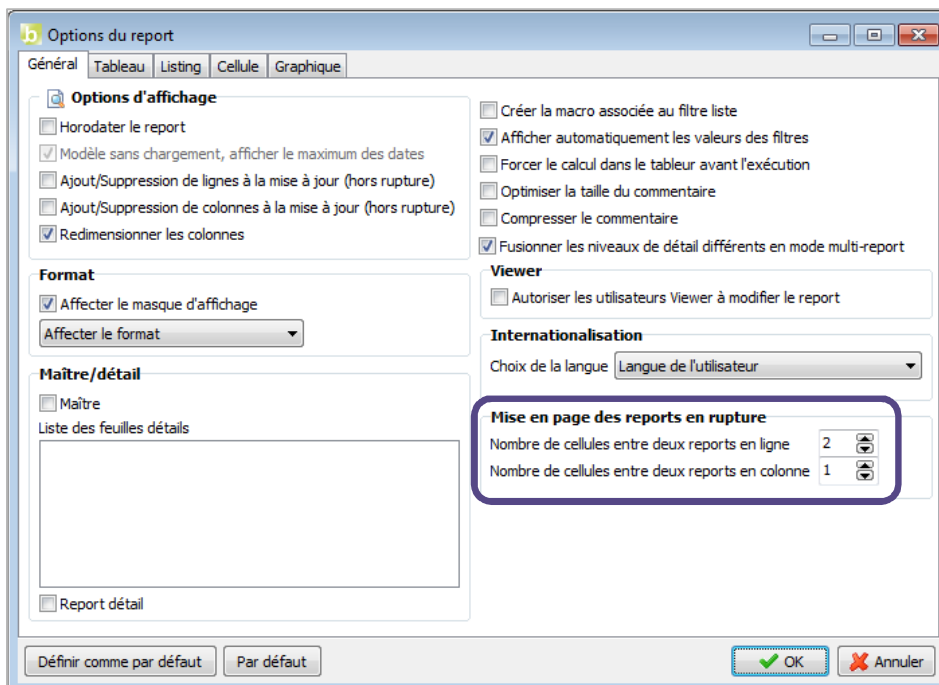 Options du report
Général Tableau Listing Cellule Graphique
Options d'affichage
Horodater le report
Modèle sans chargement, afficher le maximum des dates
Ajout/Suppression de lignes à la mise à jour (hors rupture)
Ajout/Suppression de colonnes à la mise à jour (hors rupture)
Redimensionner les colonnes
Format
Affecter le masque d'affichage
Affecter le format
Maître/détail
Maître
Liste des feuilles détails
Report détail
Créer la macro associée au filtre liste
Afficher automatiquement les valeurs des filtres
Forcer le calcul dans le tableur avant l'exécution
Optimiser la taille du commentaire
Compresser le commentaire
Fusionner les niveaux de détail différents en mode multi-report
Viewer
Autoriser les utilisateurs Viewer à modifier le report
Internationalisation
Choix de la langue Langue de l'utilisateur
Mise en page des reports en rupture
Nombre de cellules entre deux reports en ligne 2
Nombre de cellules entre deux reports en colonne 1
Définir comme par défaut Par défaut OK Annuler